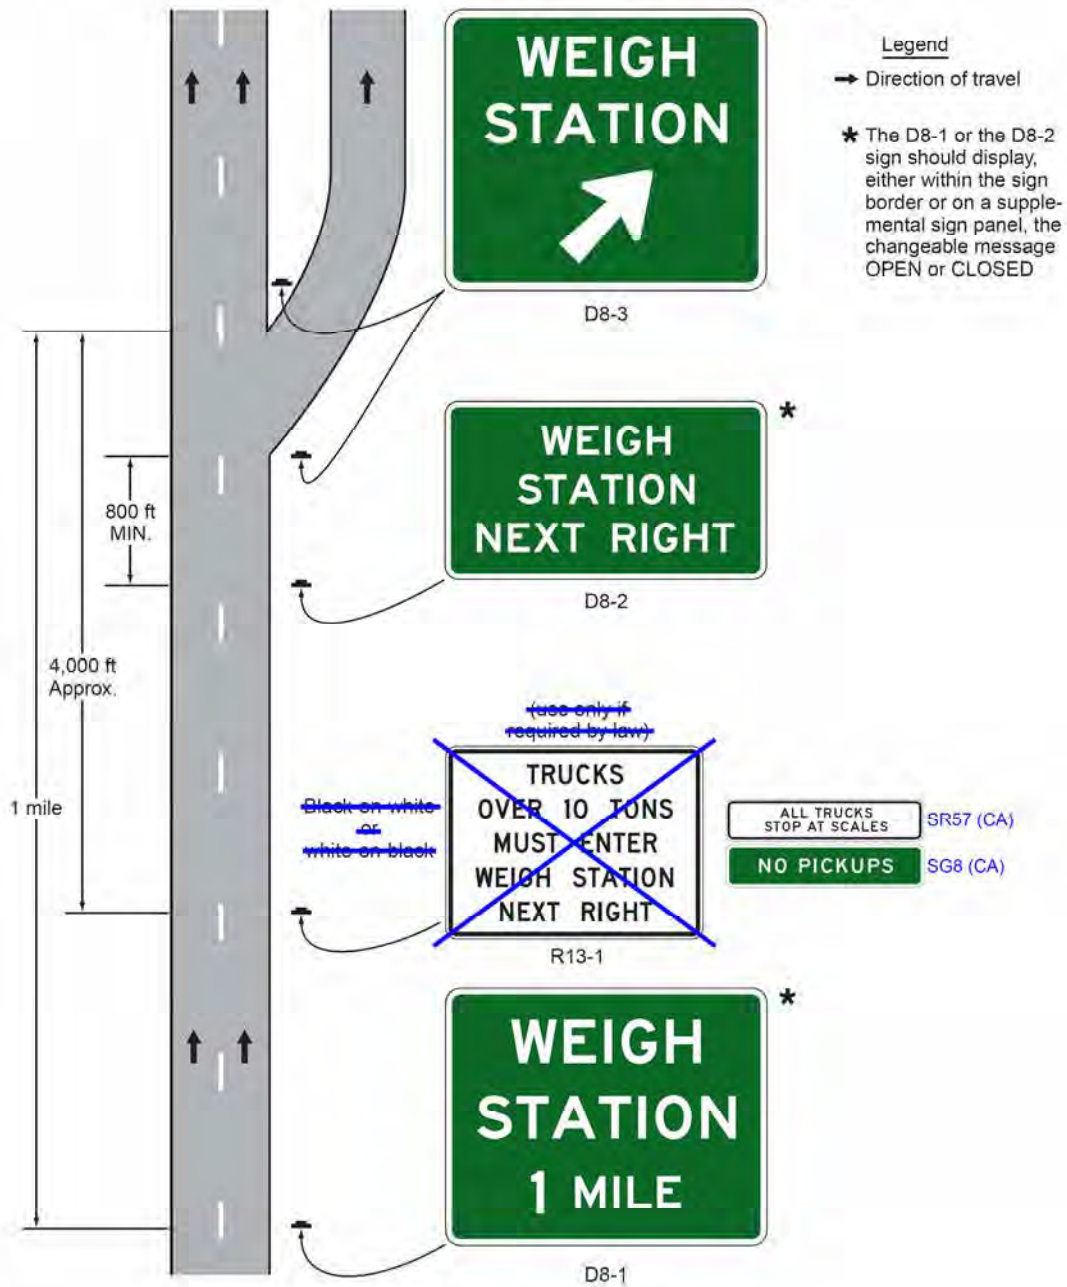 WEIGH
STATION
D8-3
Legend
Direction of travel
* The D8-1 or the D8-2
sign should display,
either within the sign
border or on a supple-
mental sign panel, the
changeable message
OPEN or CLOSED
*
WEIGH
STATION
NEXT RIGHT
D8-2
800 ft
MIN.
4,000 ft
Approx.
1 mile
(use only if
required by law)
Black on white
or
white on black
TRUCKS
OVER 10 TONS
MUST ENTER
WEIGH STATION
NEXT RIGHT
R13-1
ALL TRUCKS
STOP AT SCALES
SR57 (CA)
NO PICKUPS
SG8 (CA)
*
WEIGH
STATION
1 MILE
D8-1